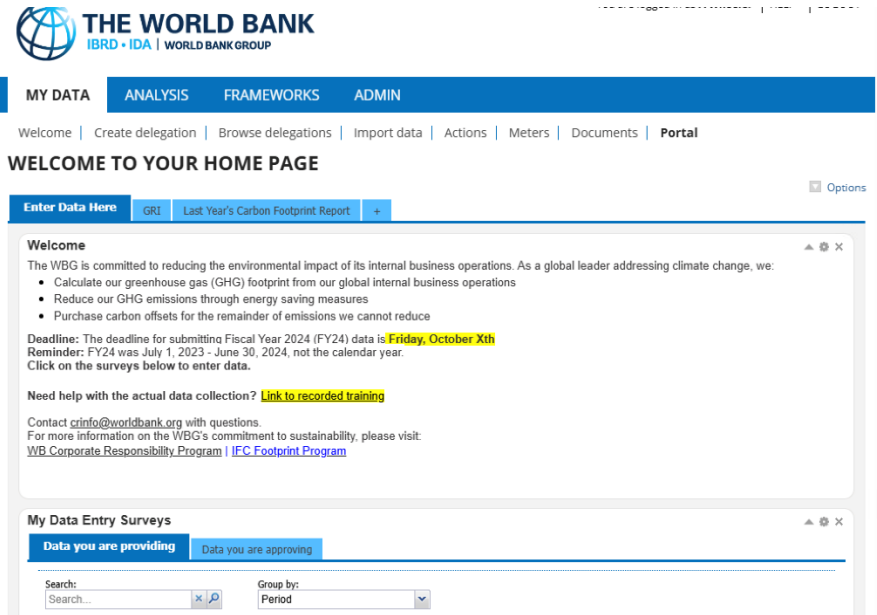 THE WORLD BANK
IBRD • IDA | WORLD BANK GROUP
MY DATA ANALYSIS FRAMEWORKS ADMIN
Welcome | Create delegation | Browse delegations | Import data | Actions | Meters | Documents | Portal
WELCOME TO YOUR HOME PAGE
Options
Enter Data Here GRI Last Year's Carbon Footprint Report +
Welcome
The WBG is committed to reducing the environmental impact of its internal business operations. As a global leader addressing climate change, we:
• Calculate our greenhouse gas (GHG) footprint from our global internal business operations
• Reduce our GHG emissions through energy saving measures
• Purchase carbon offsets for the remainder of emissions we cannot reduce
Deadline: The deadline for submitting Fiscal Year 2024 (FY24) data is Friday, October Xth
Reminder: FY24 was July 1, 2023 - June 30, 2024, not the calendar year.
Click on the surveys below to enter data.
Need help with the actual data collection? Link to recorded training
Contact crinfo@worldbank.org with questions.
For more information on the WBG's commitment to sustainability, please visit:
WB Corporate Responsibility Program | IFC Footprint Program
My Data Entry Surveys
Data you are providing Data you are approving
Search: Group by:
Search... Period